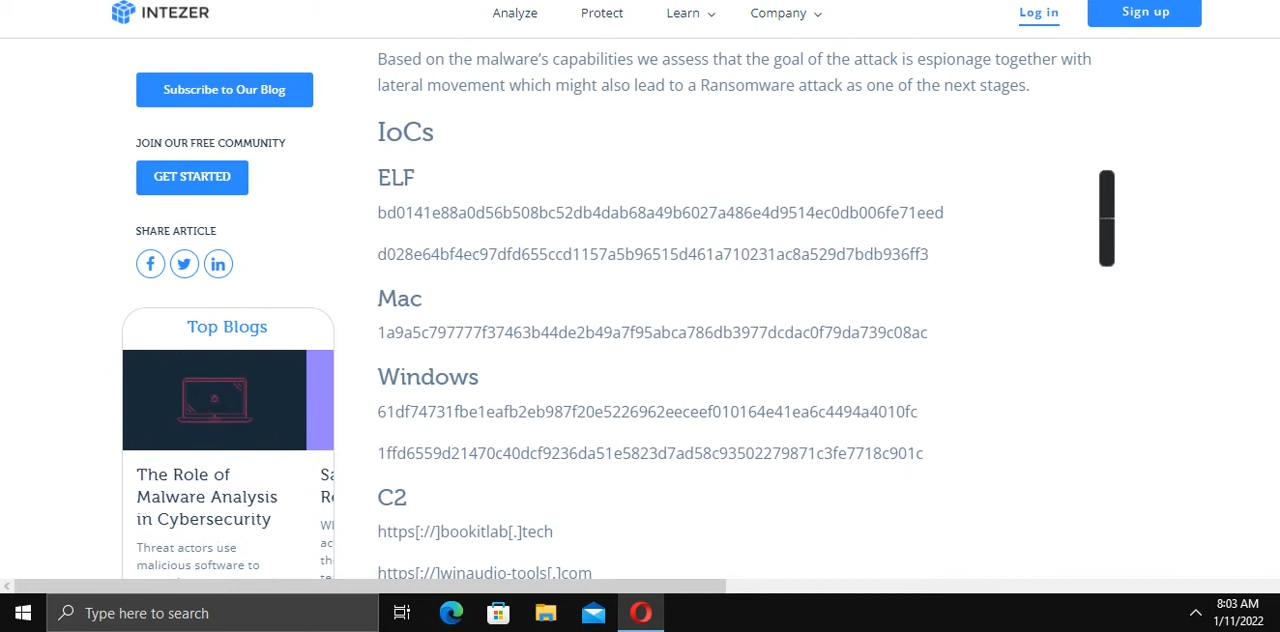 INTEZER
Analyze
Protect
Learn
Company
Log in
Sign up
Subscribe to Our Blog
JOIN OUR FREE COMMUNITY
GET STARTED
SHARE ARTICLE
Top Blogs
The Role of
Malware Analysis
in Cybersecurity
Threat actors use
malicious software to
Based on the malware's capabilities we assess that the goal of the attack is espionage together with
lateral movement which might also lead to a Ransomware attack as one of the next stages.
IoCs
ELF
bd0141e88a0d56b508bc52db4dab68a49b6027a486e4d9514ec0db006fe71eed
d028e64bf4ec97dfd655ccd1157a5b96515d461a710231ac8a529d7bdb936ff3
Mac
1a9a5c797777f37463b44de2b49a7f95abca786db3977dcdac0f79da739c08ac
Windows
61df74731fbe1eafb2eb987f20e5226962eeceef010164e41ea6c4494a4010fc
1ffd6559d21470c40dcf9236da51e5823d7ad58c93502279871c3fe7718c901c
C2
https[://]bookitlab[.]tech
https[://]winaudio-tools[.]com
Type here to search
8:03 AM
1/11/2022